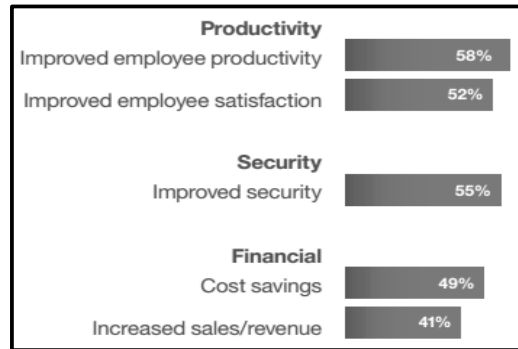 Productivity
Improved employee productivity 58%
Improved employee satisfaction 52%
Security
Improved security 55%
Financial
Cost savings 49%
Increased sales/revenue 41%